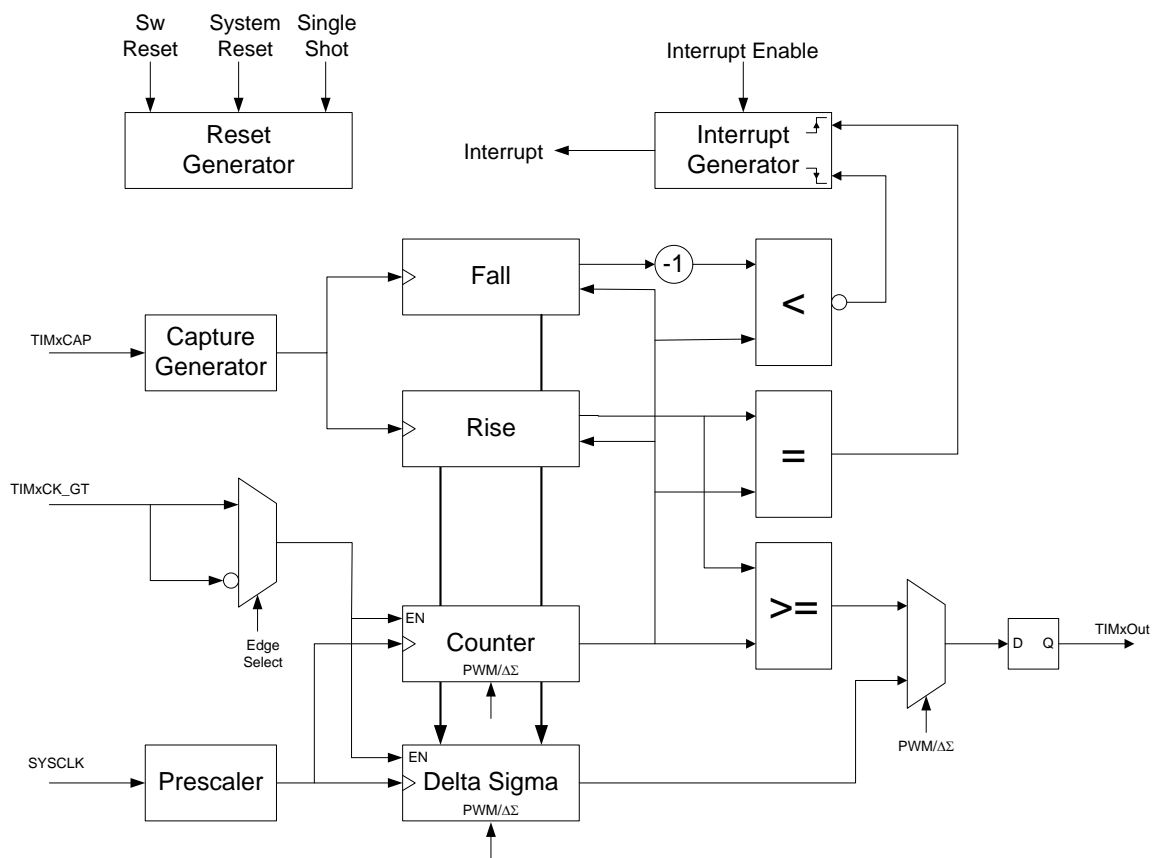 Sw
Reset
System
Reset
Single
Shot
Interrupt Enable
Reset
Generator
Interrupt
Interrupt
Generator
Fall
-1
<
TIMxCAP
Capture
Generator
Rise
=
TIMxCK_GT
>=
EN
Counter
PWM/ΔΣ
Edge
Select
D
Q
TIMxOut
SYSCLK
Prescaler
EN
Delta Sigma
PWM/ΔΣ
PWM/ΔΣ